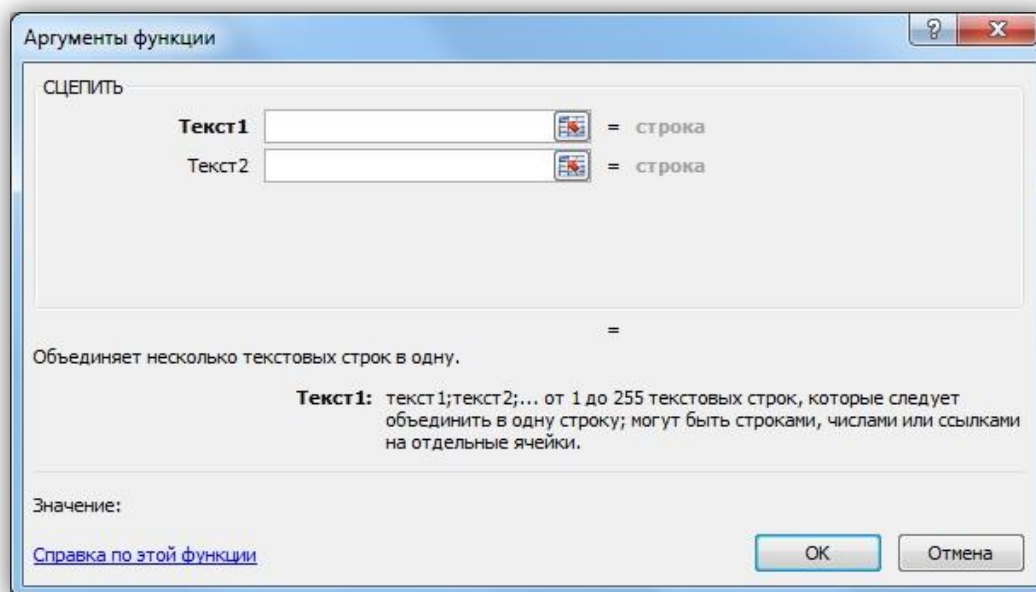 Аргументы функции
СЦЕПИТЬ
Текст1 = строка
Текст2 = строка
=
Объединяет несколько текстовых строк в одну.
Текст1: текст1;текст2;... от 1 до 255 текстовых строк, которые следует
объединить в одну строку; могут быть строками, числами или ссылками
на отдельные ячейки.
Значение:
Справка по этой функции
ОК
Отмена